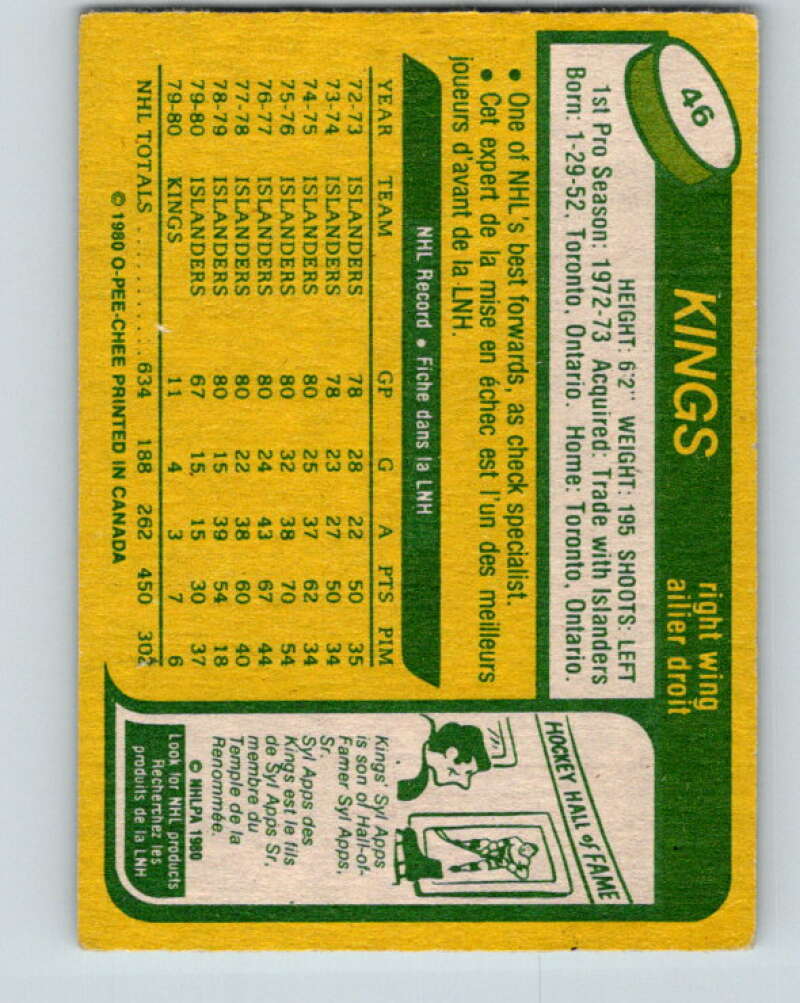 46
KINGS
right wing
ailier droit
HEIGHT: 6'2" WEIGHT: 195 SHOOTS: LEFT
1st Pro Season: 1972-73 Acquired: Trade with Islanders
Born: 1-29-52, Toronto, Ontario. Home: Toronto, Ontario.
• One of NHL's best forwards, as check specialist.
• Cet expert de la mise en échec est l'un des meilleurs
joueurs d'avant de la LNH.
NHL Record • Fiche dans la LNH
YEAR TEAM GP G A PTS PIM
72-73 ISLANDERS 78 28 22 50 35
73-74 ISLANDERS 78 23 27 50 34
74-75 ISLANDERS 80 25 37 62 34
75-76 ISLANDERS 80 32 38 70 54
76-77 ISLANDERS 80 24 43 67 44
77-78 ISLANDERS 80 22 38 60 40
78-79 ISLANDERS 80 15 39 54 18
79-80 ISLANDERS 67 15 15 30 37
79-80 KINGS 11 4 3 7 6
NHL TOTALS .......... 634 188 262 450 302
© 1980 O-PEE-CHEE PRINTED IN CANADA
HOCKEY HALL of FAME
Kings' Syl Apps
is son of Hall-of-
Famer Syl Apps,
Sr.
Syl Apps des
Kings est le fils
de Syl Apps Sr.
membre du
Temple de la
Renommée.
© NHLPA 1980
Look for NHL products
Recherchez les
produits de la LNH